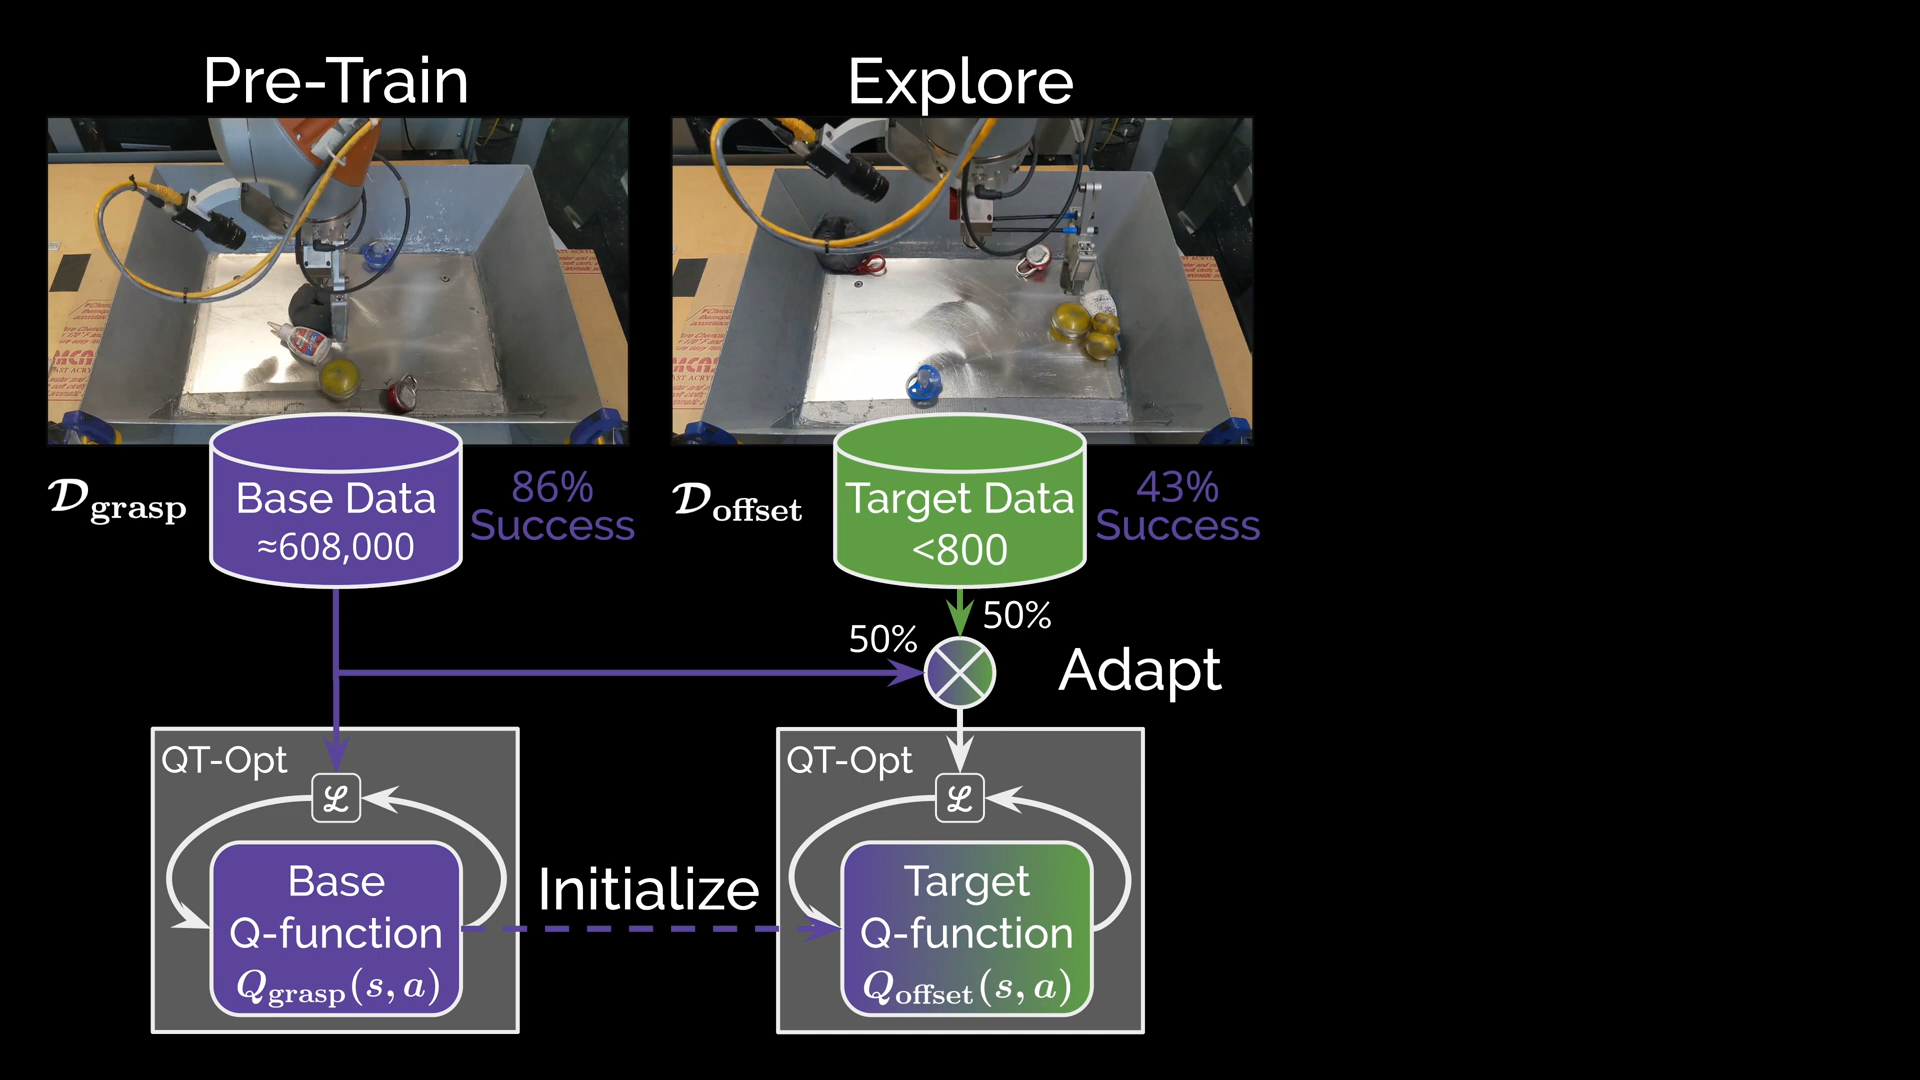 Pre-Train
Explore
𝒟grasp
Base Data
≈608,000
86%
Success
𝒟offset
Target Data
<800
43%
Success
50%
50%
Adapt
QT-Opt
ℒ
Base
Q-function
Qgrasp(s, a)
Initialize
QT-Opt
ℒ
Target
Q-function
Qoffset(s, a)